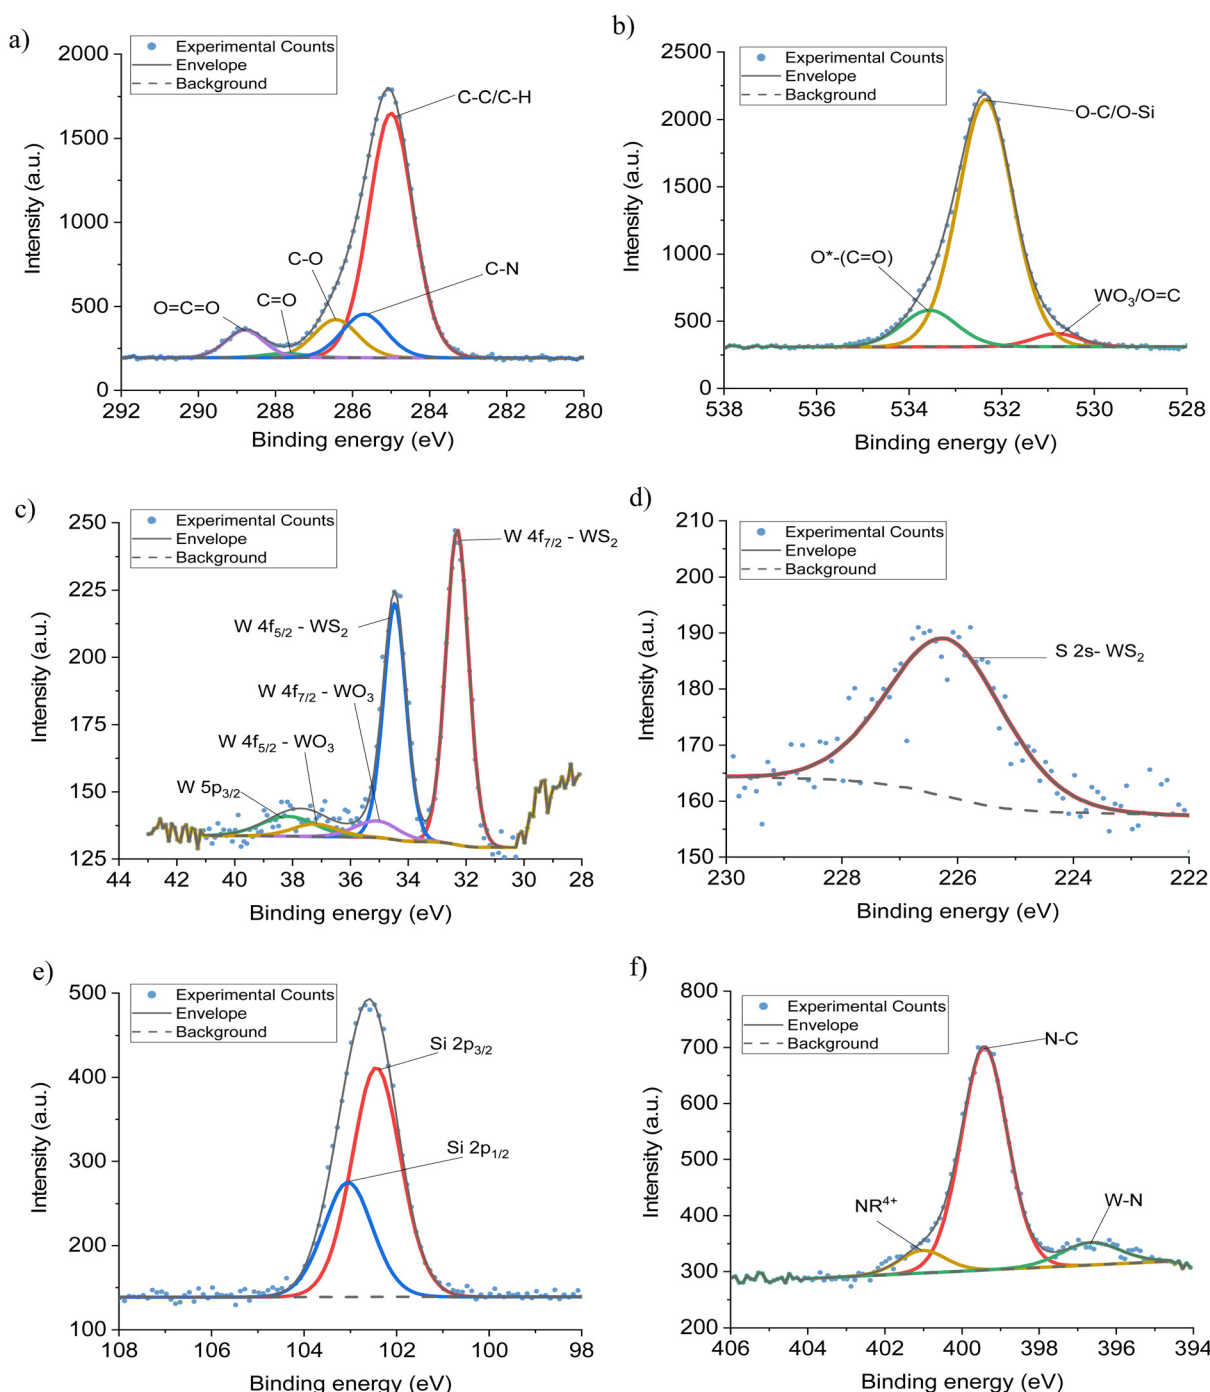 a)
Experimental Counts
Envelope
Background
C-C/C-H
C-O
C-N
O=C=O
C=O
2000
1500
1000
500
0
292 290 288 286 284 282 280
Intensity (a.u.)
Binding energy (eV)
b)
Experimental Counts
Envelope
Background
O-C/O-Si
O*-(C=O)
WO3/O=C
2500
2000
1500
1000
500
0
538 536 534 532 530 528
Intensity (a.u.)
Binding energy (eV)
c)
Experimental Counts
Envelope
Background
W 4f7/2 - WS2
W 4f5/2 - WS2
W 4f7/2 - WO3
W 4f5/2 - WO3
W 5p3/2
250
225
200
175
150
125
44 42 40 38 36 34 32 30 28
Intensity (a.u.)
Binding energy (eV)
d)
Experimental Counts
Envelope
Background
S 2s- WS2
210
200
190
180
170
160
150
230 228 226 224 222
Intensity (a.u.)
Binding energy (eV)
e)
Experimental Counts
Envelope
Background
Si 2p3/2
Si 2p1/2
500
400
300
200
100
108 106 104 102 100 98
Intensity (a.u.)
Binding energy (eV)
f)
Experimental Counts
Envelope
Background
N-C
NR4+
W-N
800
700
600
500
400
300
200
406 404 402 400 398 396 394
Intensity (a.u.)
Binding energy (eV)